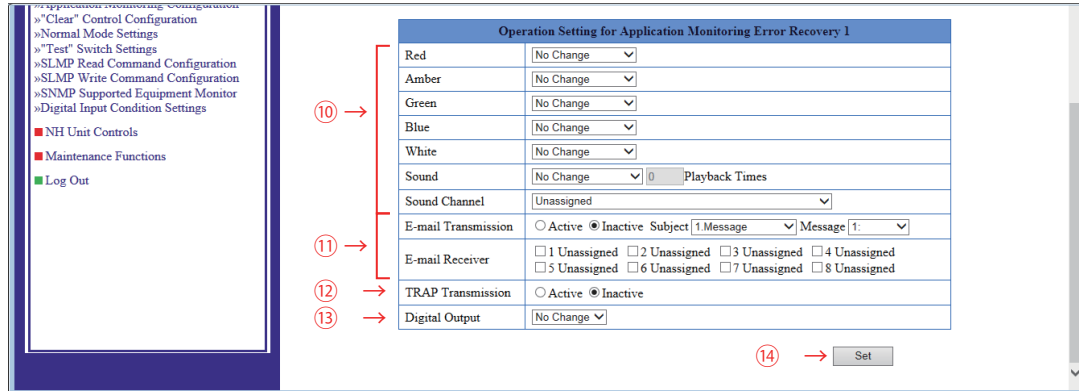 »Application Monitoring Configuration
»"Clear" Control Configuration
»Normal Mode Settings
»"Test" Switch Settings
»SLMP Read Command Configuration
»SLMP Write Command Configuration
»SNMP Supported Equipment Monitor
»Digital Input Condition Settings
NH Unit Controls
Maintenance Functions
Log Out
Operation Setting for Application Monitoring Error Recovery 1
⑩ →
Red No Change
Amber No Change
Green No Change
Blue No Change
White No Change
Sound No Change 0 Playback Times
Sound Channel Unassigned
⑪ →
E-mail Transmission Active Inactive Subject 1.Message Message 1:
E-mail Receiver
1 Unassigned 2 Unassigned 3 Unassigned 4 Unassigned
5 Unassigned 6 Unassigned 7 Unassigned 8 Unassigned
⑫ → TRAP Transmission Active Inactive
⑬ → Digital Output No Change
⑭ → Set